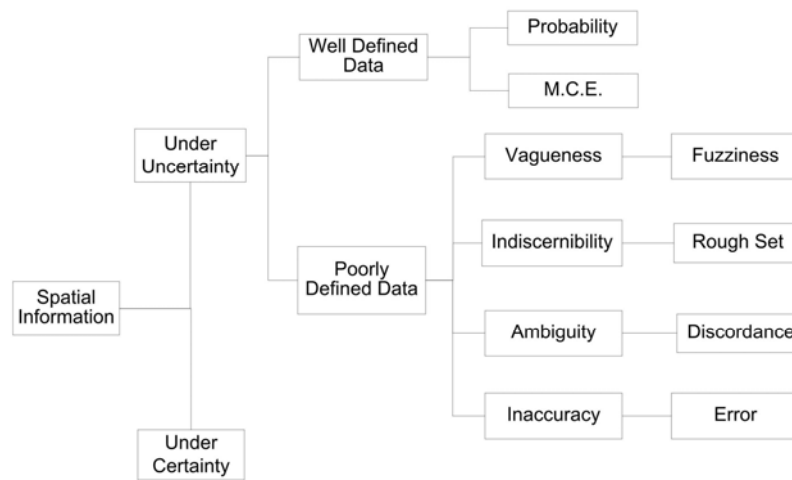 Well Defined
Data
Probability
M.C.E.
Under
Uncertainty
Vagueness
Fuzziness
Indiscernibility
Rough Set
Poorly
Defined Data
Spatial
Information
Ambiguity
Discordance
Inaccuracy
Error
Under
Certainty